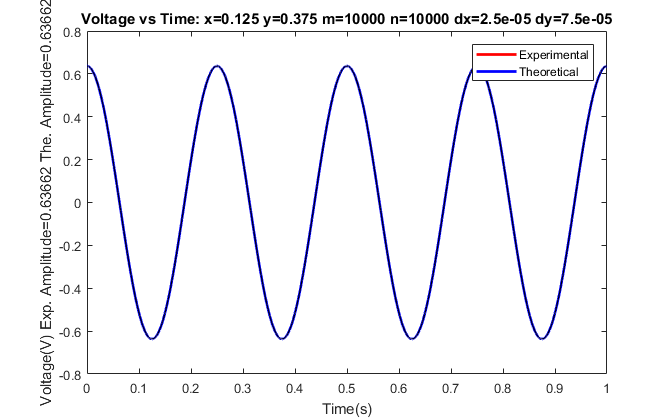 Voltage vs Time: x=0.125 y=0.375 m=10000 n=10000 dx=2.5e-05 dy=7.5e-05
Voltage(V) Exp. Amplitude=0.63662 The. Amplitude=0.63662
0.8
0.6
0.4
0.2
0
-0.2
-0.4
-0.6
-0.8
Experimental
Theoretical
0 0.1 0.2 0.3 0.4 0.5 0.6 0.7 0.8 0.9 1
Time(s)